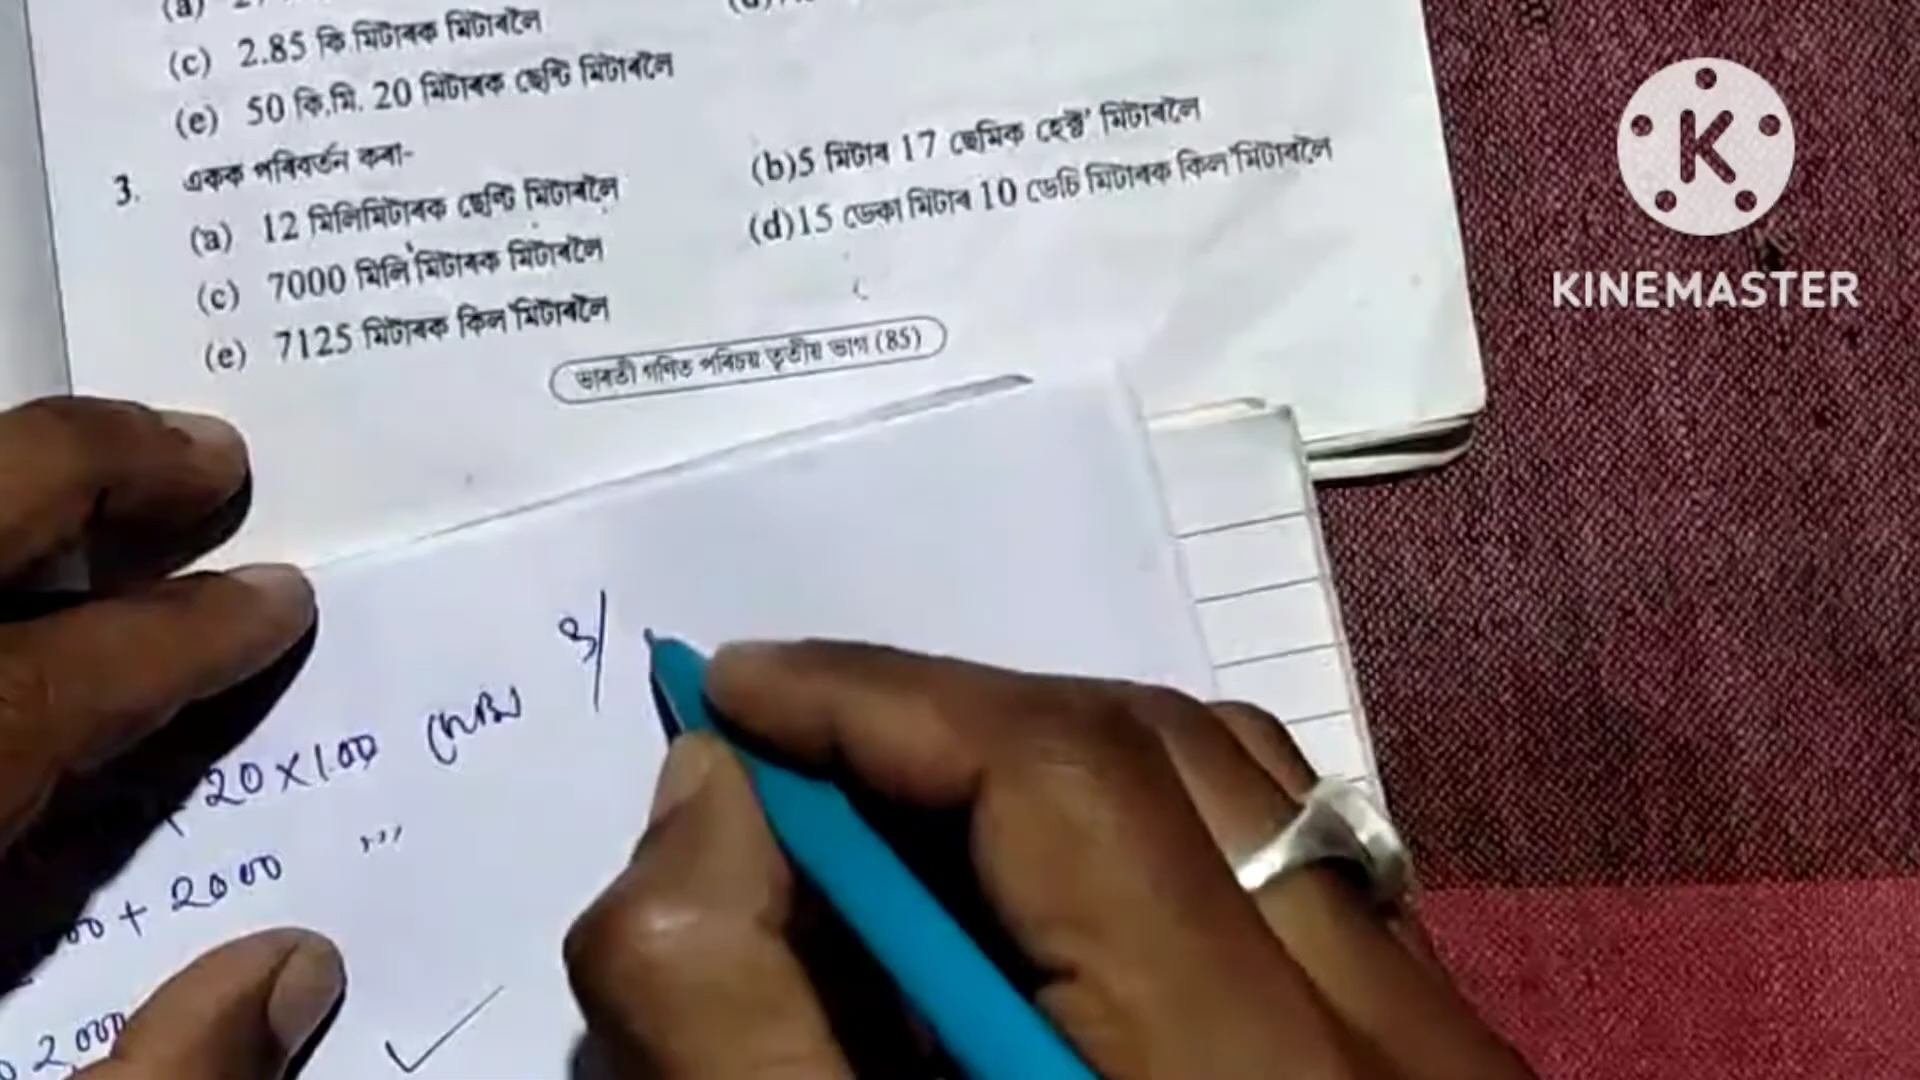 (c) 2.85 কি.মিটাৰক মিটাৰলৈ
(e) 50 কি.মি. 20 মিটাৰক ছেন্টি মিটাৰলৈ
3. একক পৰিবৰ্তন কৰা-
(a) 12 মিলিমিটাৰক ছেন্টি মিটাৰলৈ
(b)5 মিটাৰ 17 ছেমিক হেক্ট' মিটাৰলৈ
(c) 7000 মিলি মিটাৰক মিটাৰলৈ
(d)15 ডেকা মিটাৰ 10 ডেচি মিটাৰক কিল'মিটাৰলৈ
(e) 7125 মিটাৰক কিল'মিটাৰলৈ
ভাৰতী গণিত পৰিচয় তৃতীয় ভাগ (85)
20×100
+ 2000
KINEMASTER